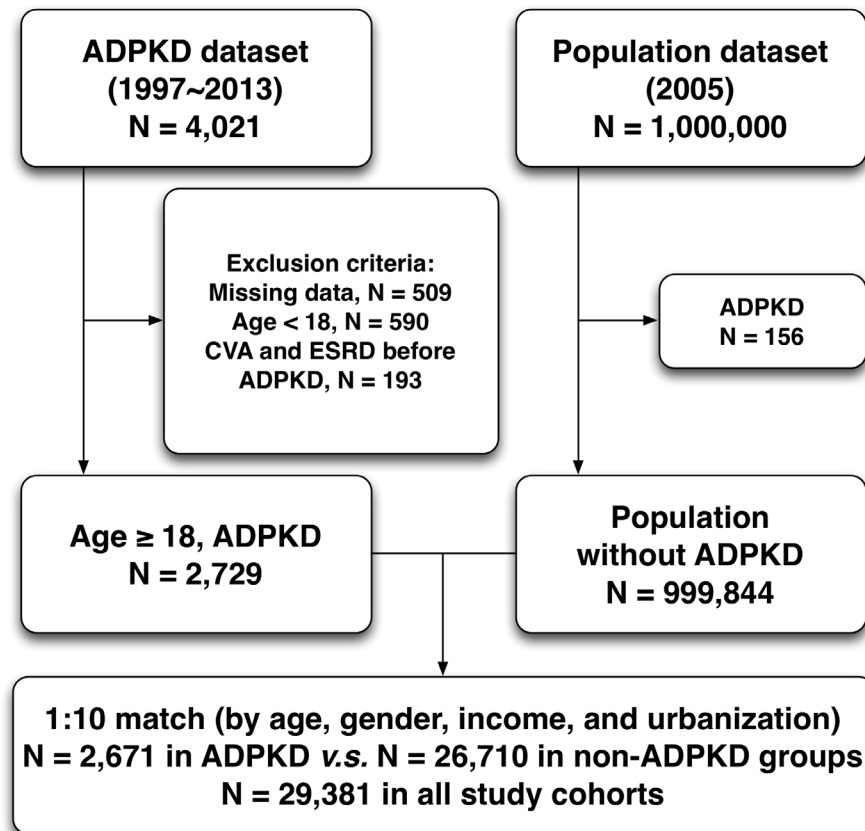 ADPKD dataset
(1997~2013)
N = 4,021
Population dataset
(2005)
N = 1,000,000
Exclusion criteria:
Missing data, N = 509
Age < 18, N = 590
CVA and ESRD before
ADPKD, N = 193
ADPKD
N = 156
Age ≥ 18, ADPKD
N = 2,729
Population
without ADPKD
N = 999,844
1:10 match (by age, gender, income, and urbanization)
N = 2,671 in ADPKD v.s. N = 26,710 in non-ADPKD groups
N = 29,381 in all study cohorts